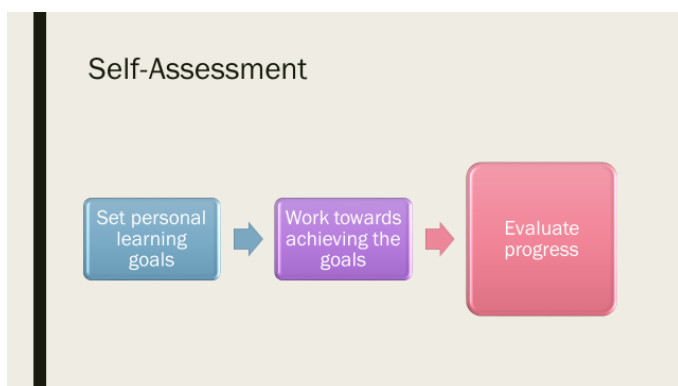 Self-Assessment
Set personal
learning
goals
Work towards
achieving the
goals
Evaluate
progress